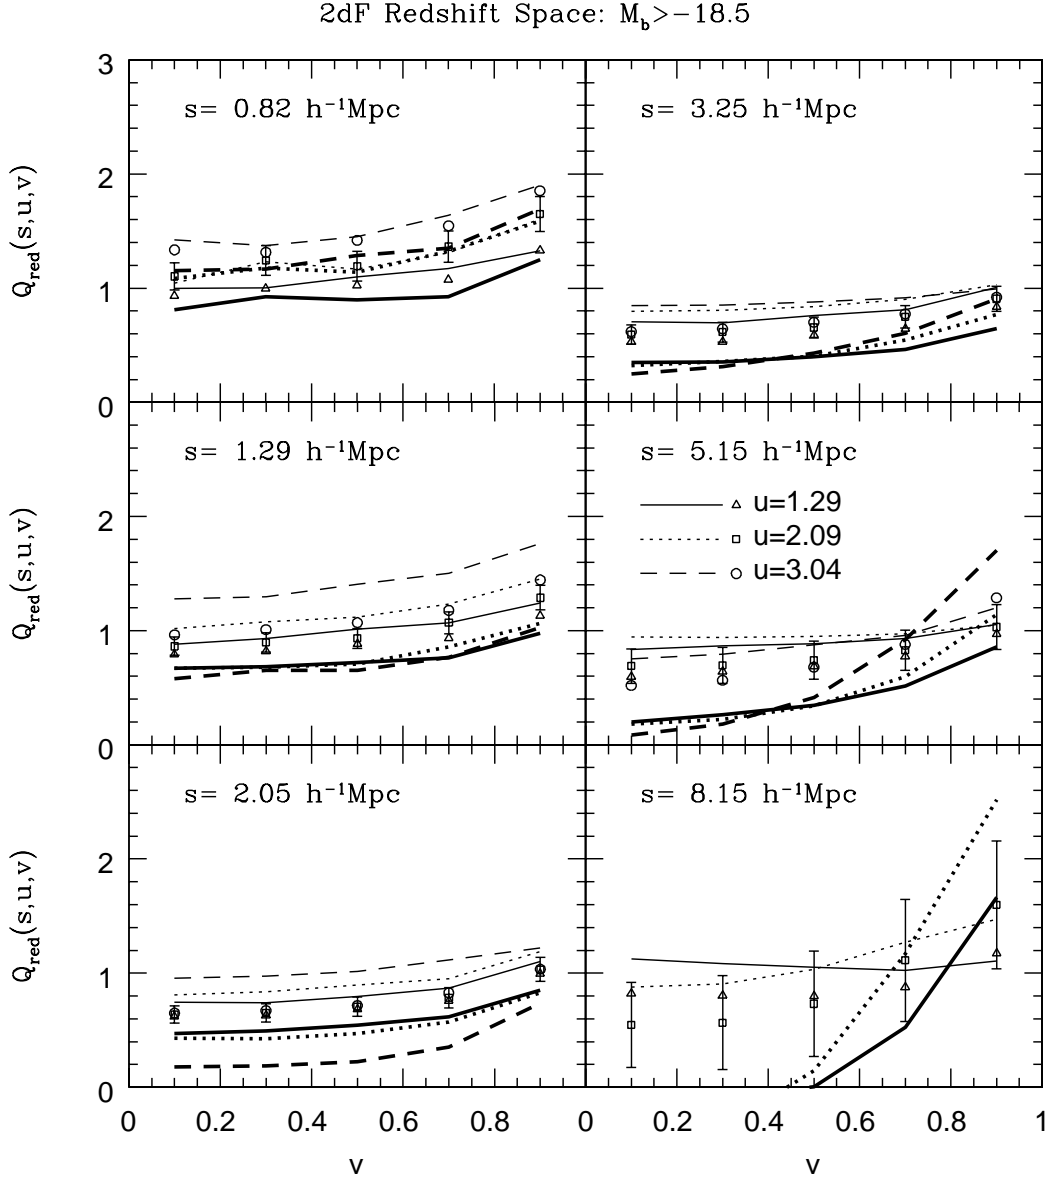 2dF Redshift Space: M_b>−18.5
3
s= 0.82 h⁻¹Mpc
s= 3.25 h⁻¹Mpc
2
Q_red(s,u,v)
1
0
s= 1.29 h⁻¹Mpc
s= 5.15 h⁻¹Mpc
u=1.29
2
u=2.09
Q_red(s,u,v)
u=3.04
1
0
s= 2.05 h⁻¹Mpc
s= 8.15 h⁻¹Mpc
2
Q_red(s,u,v)
1
0
0 0.2 0.4 0.6 0.8 0 0.2 0.4 0.6 0.8 1
v v